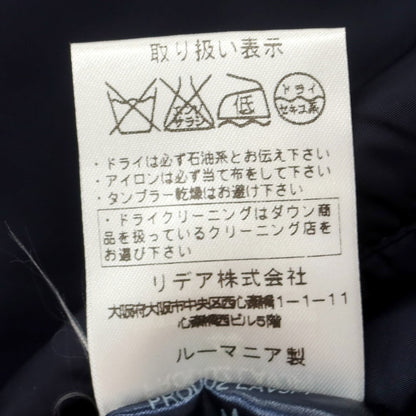 取り扱い表示
エンソ
サラシ
低
ドライ
セキユ系
・ドライは必ず石油系とお伝え下さい
・アイロンは必ず当て布をして下さい
・タンブラー乾燥はお避け下さい
・ドライクリーニングはダウン商
品を扱っているクリーニング店を
お選び下さい
リデア株式会社
大阪府大阪市中央区西心斎橋1-1-11
心斎橋西ビル5階
ルーマニア製